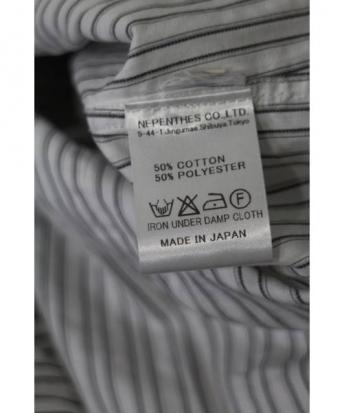 NEPENTHES CO.,LTD.
5-44-1 Jingumae Shibuya Tokyo
50% COTTON
50% POLYESTER
F
IRON UNDER DAMP CLOTH
MADE IN JAPAN